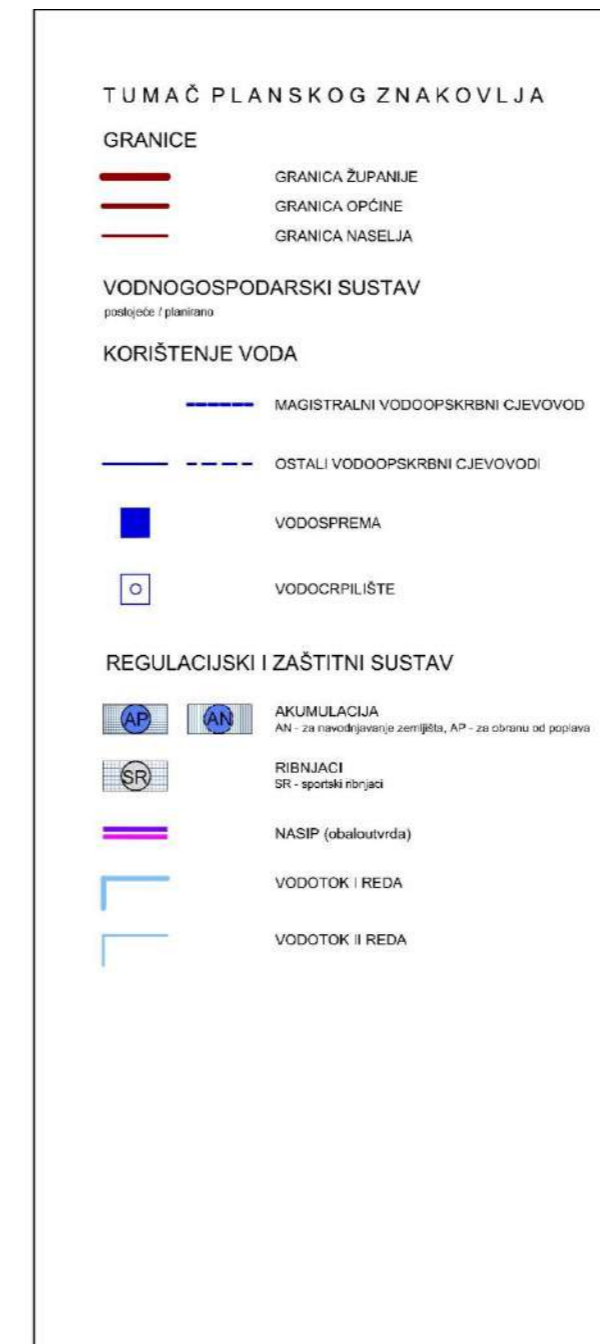 TUMAČ PLANSKOG ZNAKOVLJA
GRANICE
GRANICA ŽUPANIJE
GRANICA OPĆINE
GRANICA NASELJA
VODNOGOSPODARSKI SUSTAV
postojeće / planirano
KORIŠTENJE VODA
MAGISTRALNI VODOOPSKRBNI CJEVOVOD
OSTALI VODOOPSKRBNI CJEVOVODI
VODOSPREMA
VODOCRPILIŠTE
REGULACIJSKI I ZAŠTITNI SUSTAV
AP AN AKUMULACIJA
AN - za navodnjavanje zemljišta, AP - za obranu od poplava
SR RIBNJACI
SR - sportski ribnjaci
NASIP (obaloutvrda)
VODOTOK I REDA
VODOTOK II REDA